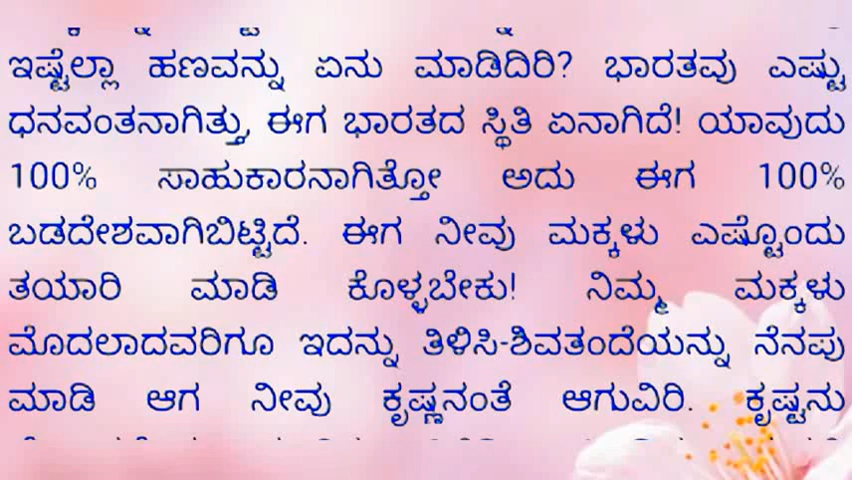 ಇಷ್ಟೆಲ್ಲಾ ಹಣವನ್ನು ಏನು ಮಾಡಿದಿರಿ? ಭಾರತವು ಎಷ್ಟು
ಧನವಂತನಾಗಿತ್ತು, ಈಗ ಭಾರತದ ಸ್ಥಿತಿ ಏನಾಗಿದೆ! ಯಾವುದು
100% ಸಾಹುಕಾರನಾಗಿತ್ತೋ ಅದು ಈಗ 100%
ಬಡದೇಶವಾಗಿಬಿಟ್ಟಿದೆ. ಈಗ ನೀವು ಮಕ್ಕಳು ಎಷ್ಟೊಂದು
ತಯಾರಿ ಮಾಡಿ ಕೊಳ್ಳಬೇಕು! ನಿಮ್ಮ ಮಕ್ಕಳು
ಮೊದಲಾದವರಿಗೂ ಇದನ್ನು ತಿಳಿಸಿ-ಶಿವತಂದೆಯನ್ನು ನೆನಪು
ಮಾಡಿ ಆಗ ನೀವು ಕೃಷ್ಣನಂತೆ ಆಗುವಿರಿ. ಕೃಷ್ಟನು